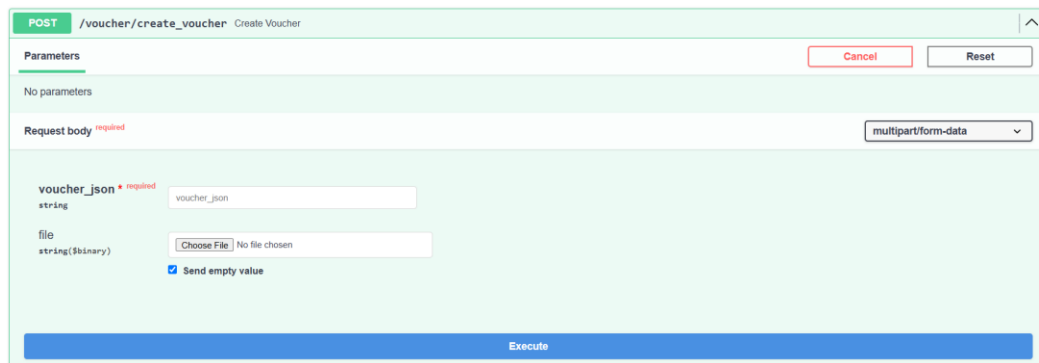 POST /voucher/create_voucher Create Voucher
Parameters
Cancel
Reset
No parameters
Request body required
multipart/form-data
voucher_json * required
string
voucher_json
file
string($binary)
Choose File No file chosen
Send empty value
Execute